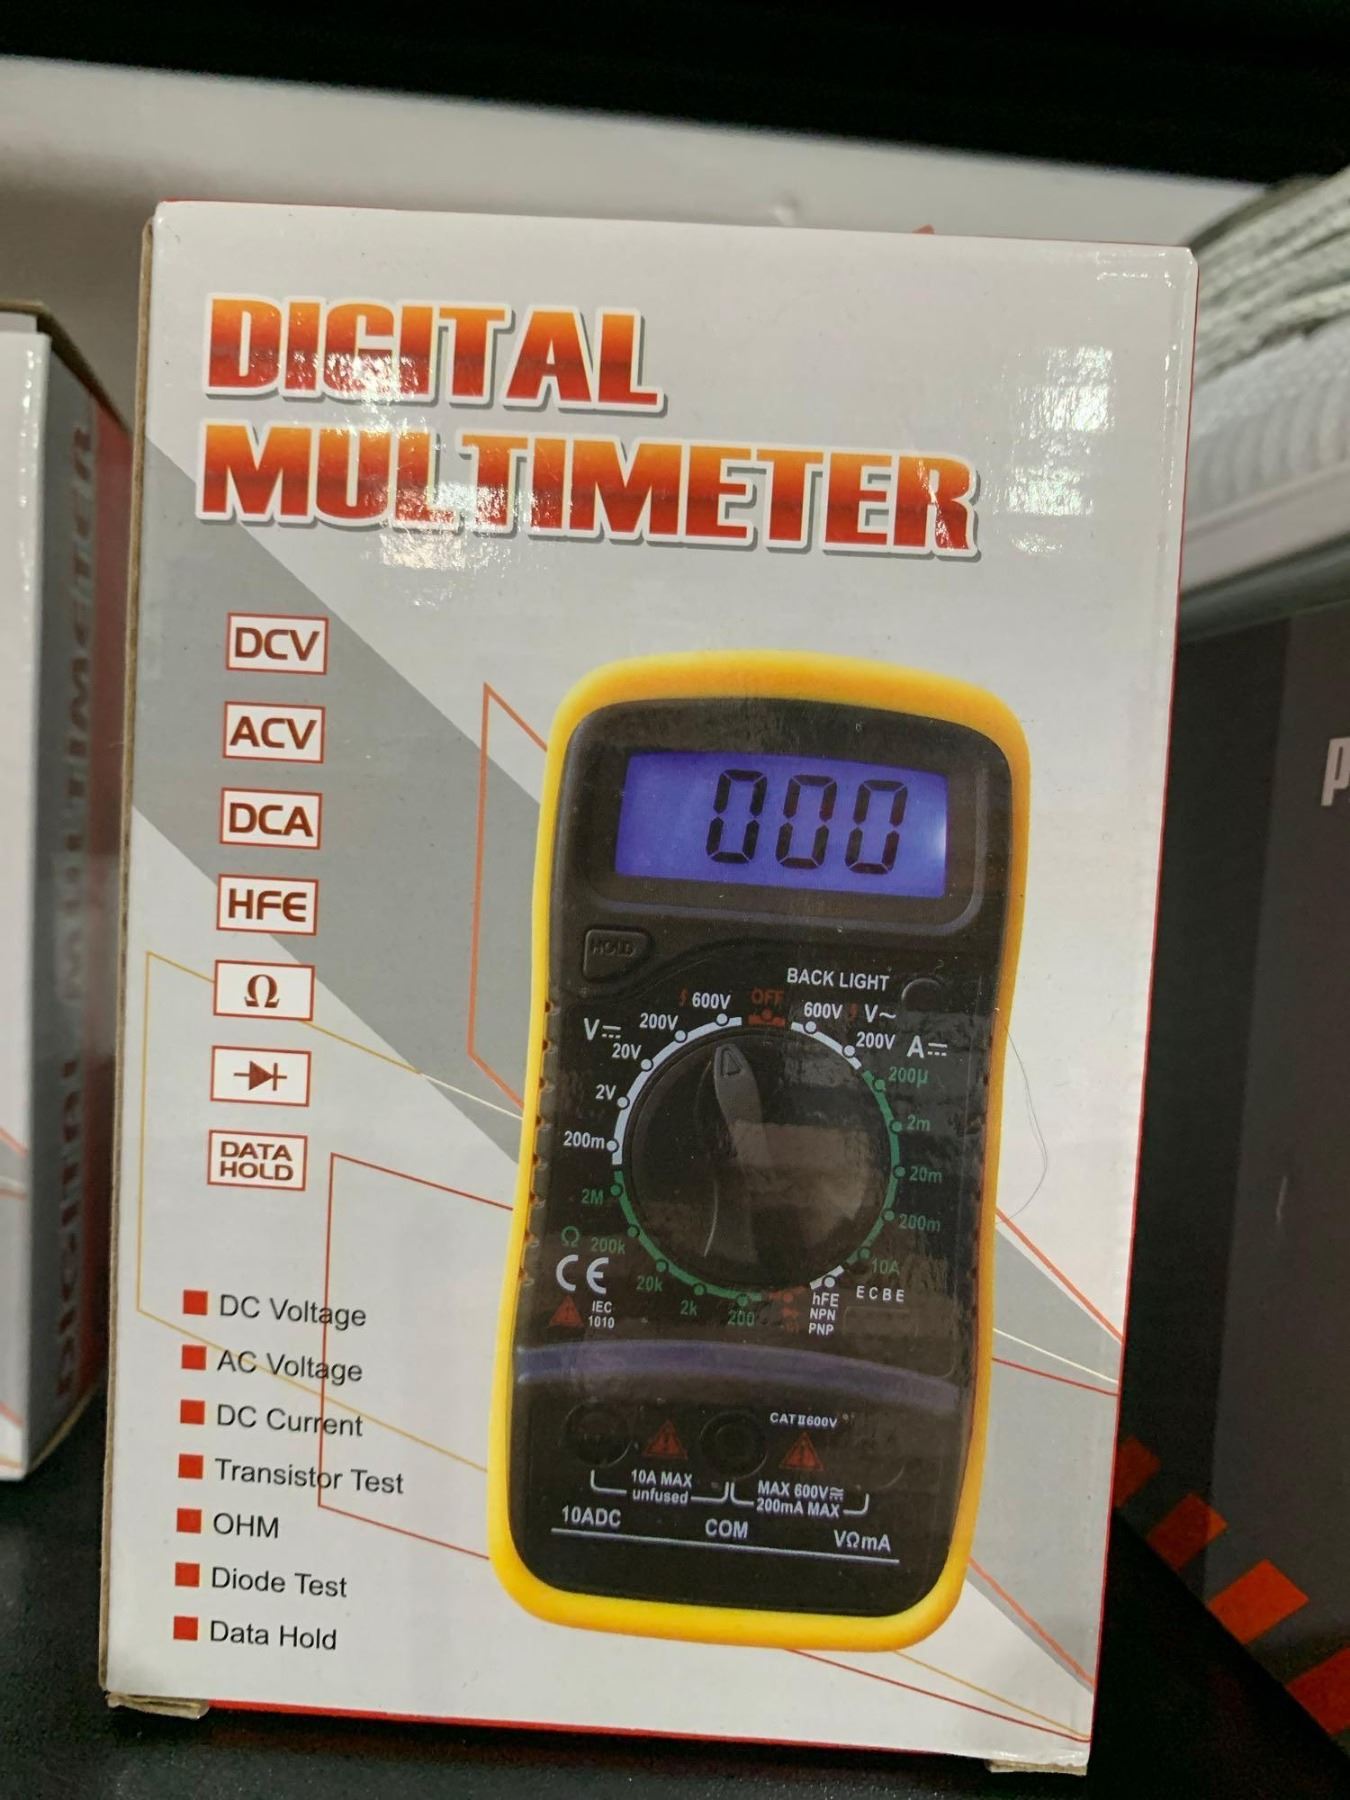 DIGITAL
MULTIMETER
DCV
ACV
DCA
HFE
Ω
DATA
HOLD
DC Voltage
AC Voltage
DC Current
Transistor Test
OHM
Diode Test
Data Hold
000
HOLD
BACK LIGHT
OFF
600V
200V
V⎓
20V
2V
200m
600V
V~
200V
A⎓
200µ
2m
20m
200m
10A
2M
Ω
200k
20k
2k
200
hFE
NPN
PNP
E C B E
CE
IEC
1010
CAT II 600V
10A MAX
unfused
MAX 600V
200mA MAX
10ADC
COM
VΩmA
DIGITAL MULTIMETER